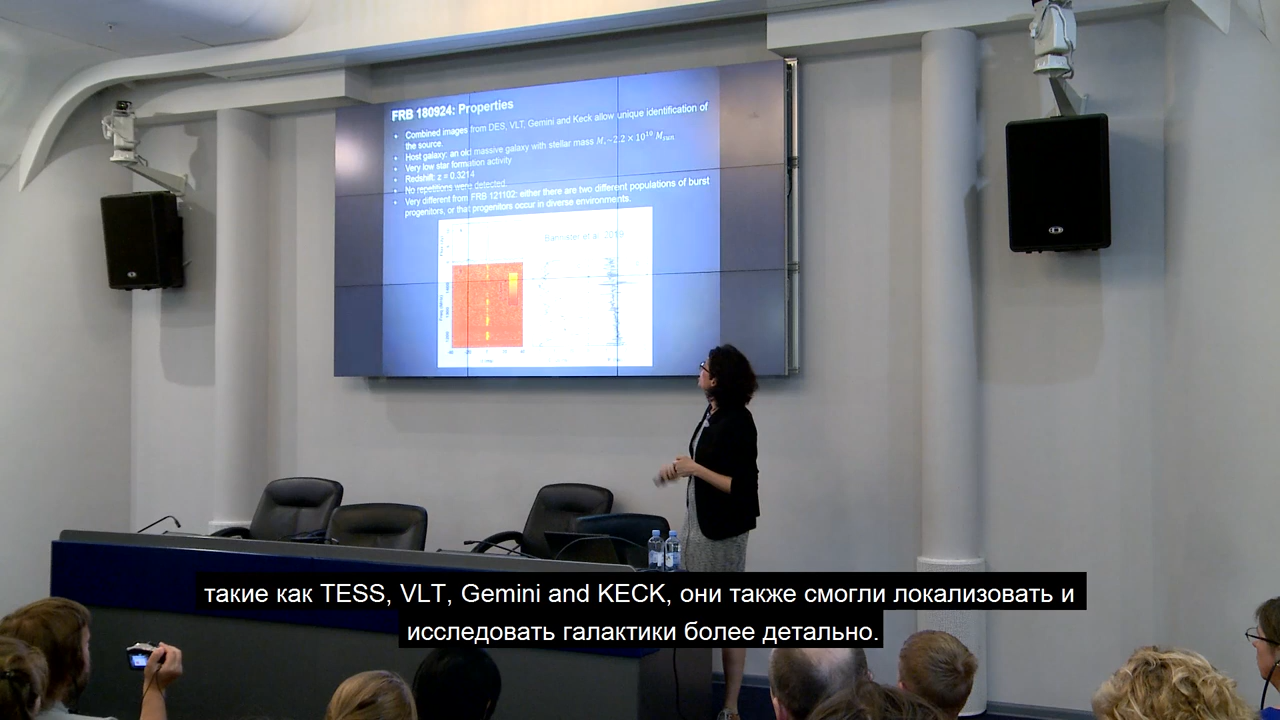 FRB 180924: Properties
Combined images from DES, VLT, Gemini and Keck allow unique identification of
the source.
Host galaxy: an old massive galaxy with stellar mass M* ~2.2 × 10¹⁰ Msun
Very low star formation activity
Redshift: z = 0.3214
No repetitions were detected.
Very different from FRB 121102: either there are two different populations of burst
progenitors, or that progenitors occur in diverse environments.
Bannister et al. 2019
такие как TESS, VLT, Gemini and KECK, они также смогли локализовать и
исследовать галактики более детально.